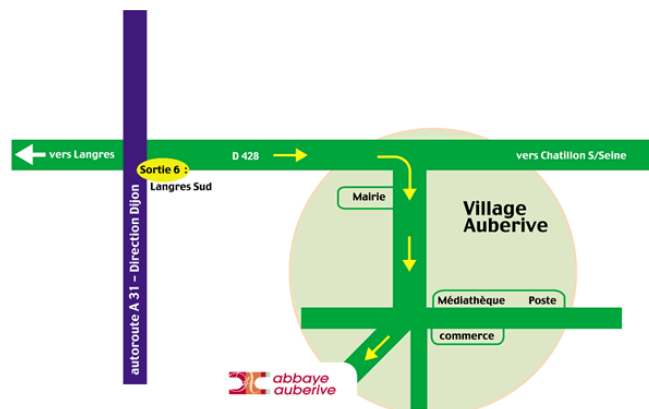 vers Langres
D 428
vers Chatillon S/Seine
Sortie 6 :
Langres Sud
autoroute A 31 – Direction Dijon
Mairie
Village
Auberive
Médiathèque Poste
commerce
abbaye
auberive